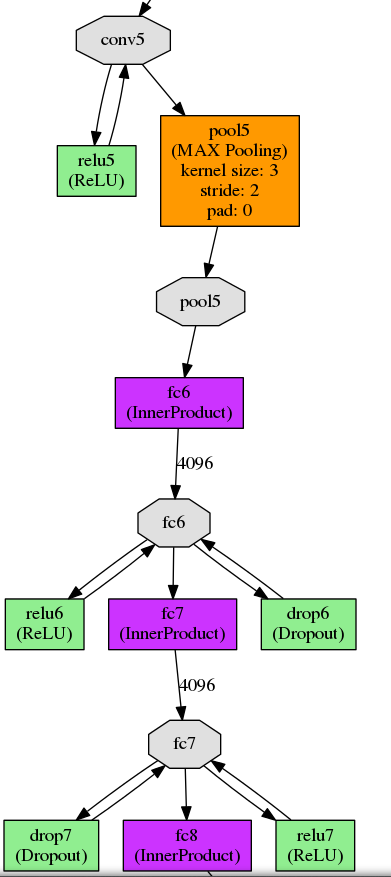 conv5
relu5
(ReLU)
pool5
(MAX Pooling)
kernel size: 3
stride: 2
pad: 0
pool5
fc6
(InnerProduct)
4096
fc6
relu6
(ReLU)
fc7
(InnerProduct)
drop6
(Dropout)
4096
fc7
drop7
(Dropout)
fc8
(InnerProduct)
relu7
(ReLU)